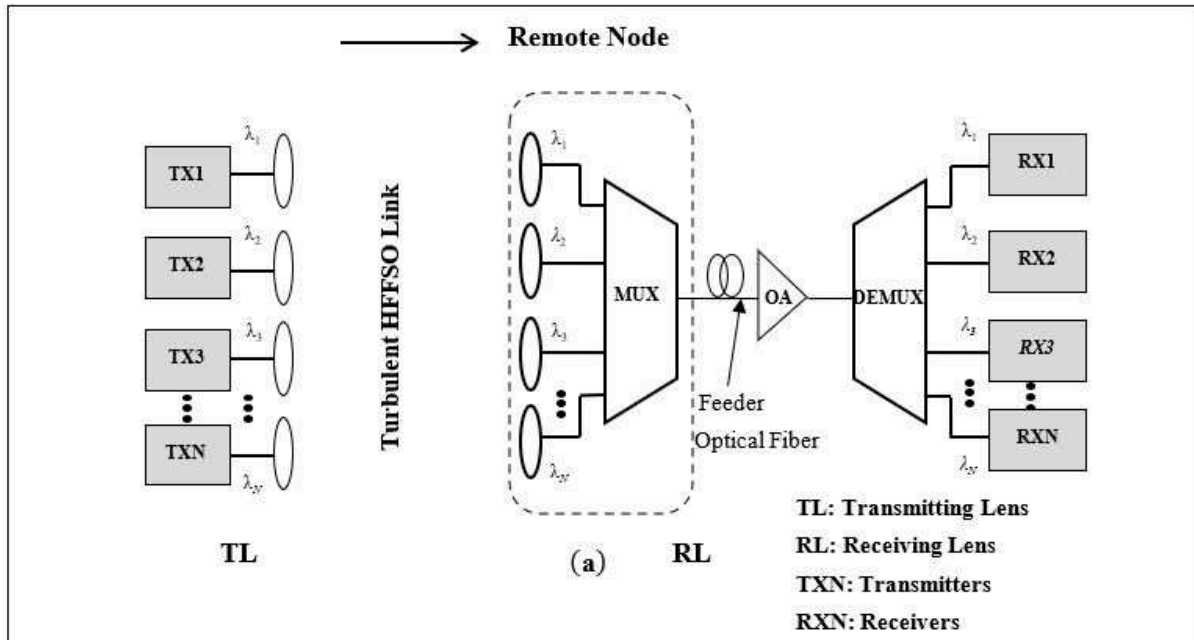 Remote Node
λ1
TX1
λ2
TX2
λ3
TX3
TXN
λN
TL
Turbulent HFFSO Link
λ1
λ2
λ3
λN
MUX
RL
(a)
Feeder
Optical Fiber
OA
DEMUX
λ1
RX1
λ2
RX2
λ3
RX3
RXN
λN
TL: Transmitting Lens
RL: Receiving Lens
TXN: Transmitters
RXN: Receivers